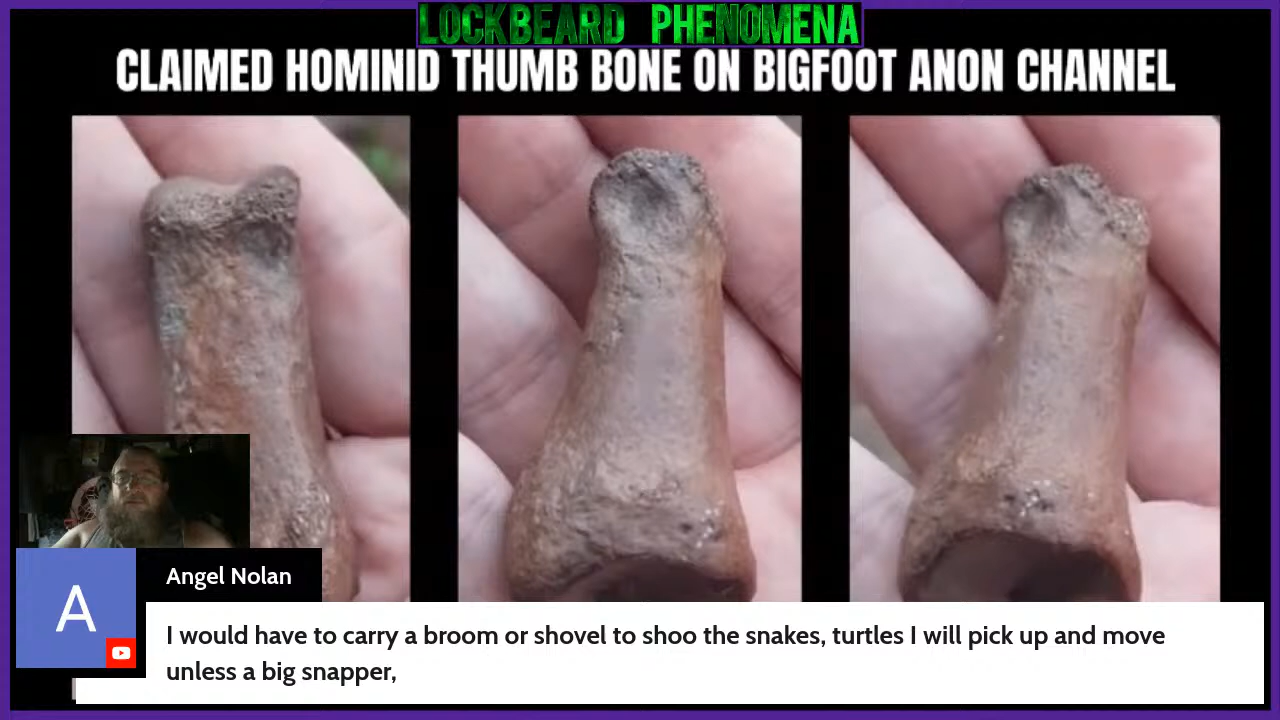 LOCKBEARD PHENOMENA
CLAIMED HOMINID THUMB BONE ON BIGFOOT ANON CHANNEL
A
Angel Nolan
I would have to carry a broom or shovel to shoo the snakes, turtles I will pick up and move
unless a big snapper,